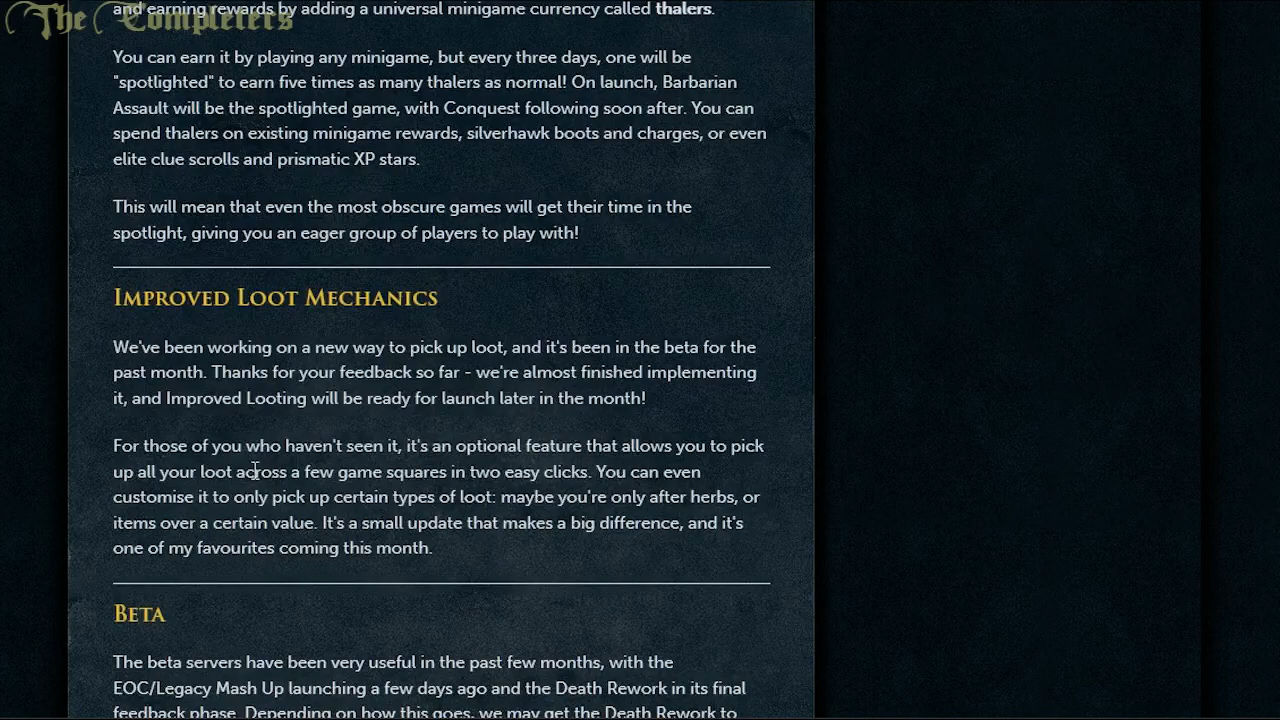 The Completers
and earning rewards by adding a universal minigame currency called thalers.
You can earn it by playing any minigame, but every three days, one will be
"spotlighted" to earn five times as many thalers as normal! On launch, Barbarian
Assault will be the spotlighted game, with Conquest following soon after. You can
spend thalers on existing minigame rewards, silverhawk boots and charges, or even
elite clue scrolls and prismatic XP stars.
This will mean that even the most obscure games will get their time in the
spotlight, giving you an eager group of players to play with!
Improved Loot Mechanics
We've been working on a new way to pick up loot, and it's been in the beta for the
past month. Thanks for your feedback so far - we're almost finished implementing
it, and Improved Looting will be ready for launch later in the month!
For those of you who haven't seen it, it's an optional feature that allows you to pick
up all your loot across a few game squares in two easy clicks. You can even
customise it to only pick up certain types of loot: maybe you're only after herbs, or
items over a certain value. It's a small update that makes a big difference, and it's
one of my favourites coming this month.
Beta
The beta servers have been very useful in the past few months, with the
EOC/Legacy Mash Up launching a few days ago and the Death Rework in its final
feedback phase. Depending on how this goes, we may get the Death Rework to